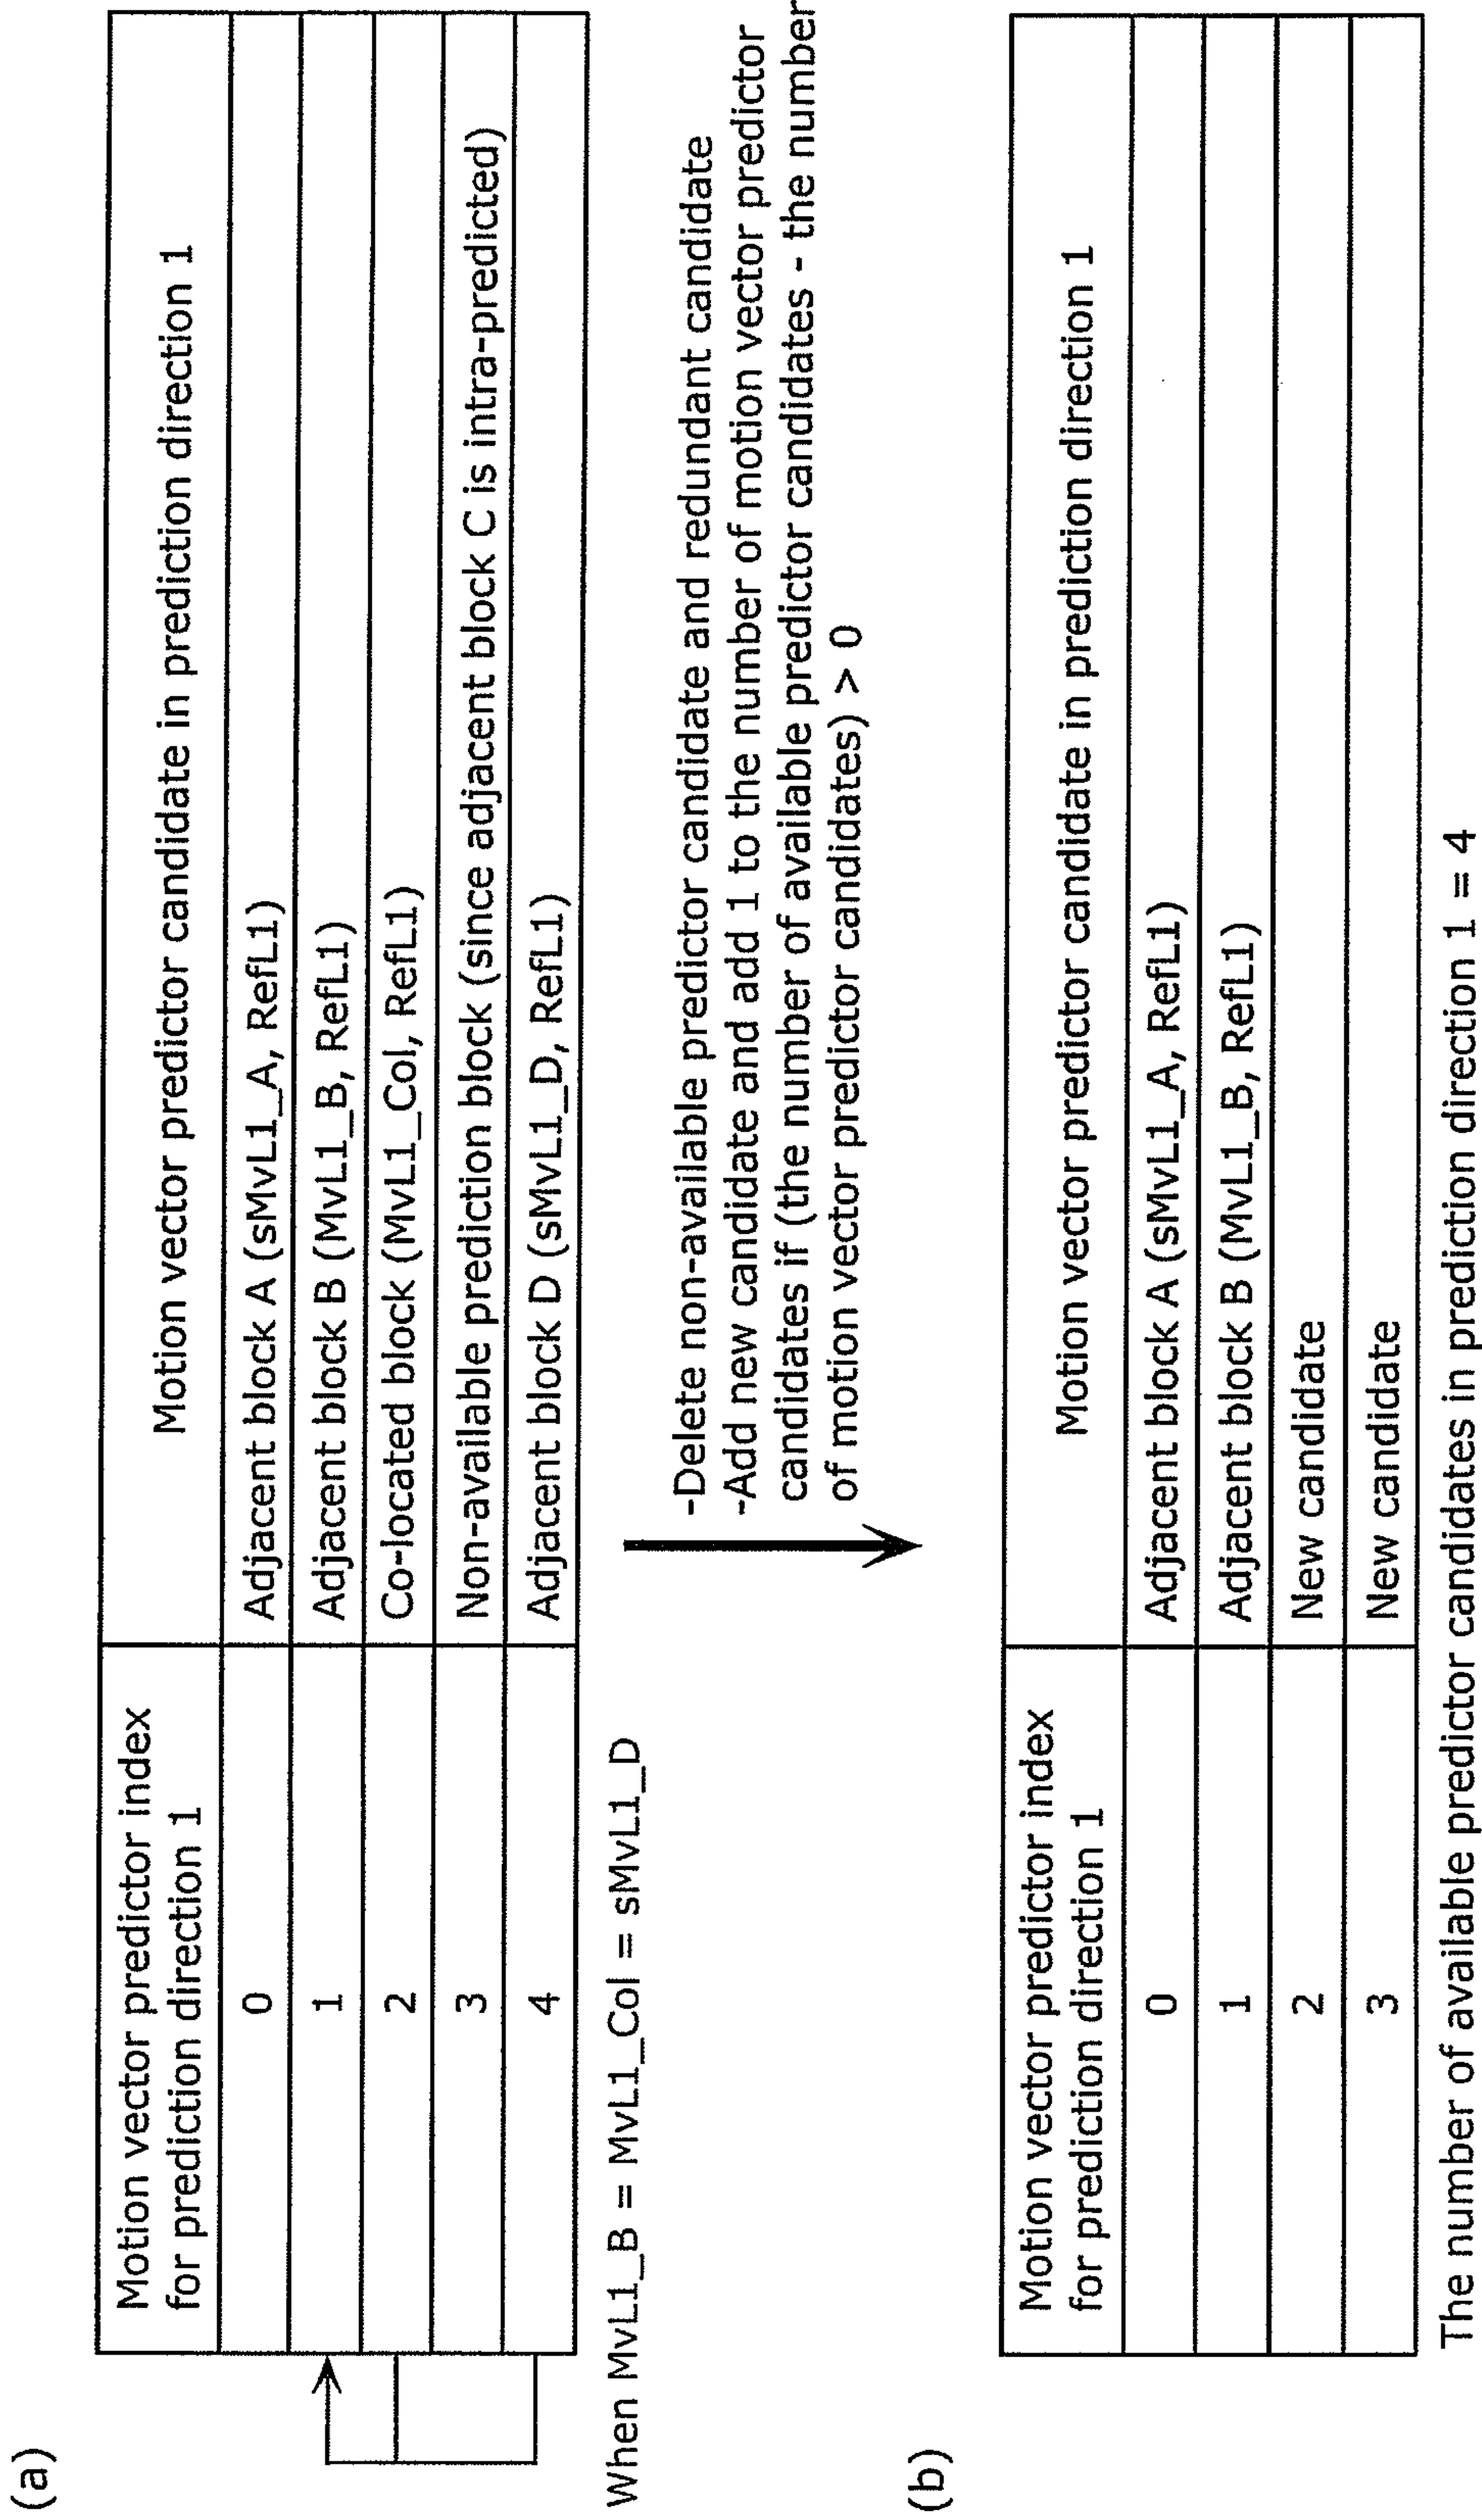 (a)
Motion vector predictor index
for prediction direction 1
Motion vector predictor candidate in prediction direction 1
0
Adjacent block A (sMvL1_A, RefL1)
1
Adjacent block B (MvL1_B, RefL1)
2
Co-located block (MvL1_Col, RefL1)
3
Non-available prediction block (since adjacent block C is intra-predicted)
4
Adjacent block D (sMvL1_D, RefL1)
When MvL1_B = MvL1_Col = sMvL1_D
-Delete non-available predictor candidate and redundant candidate
-Add new candidate and add 1 to the number of motion vector predictor
candidates if (the number of available predictor candidates - the number
of motion vector predictor candidates) > 0
(b)
Motion vector predictor index
for prediction direction 1
Motion vector predictor candidate in prediction direction 1
0
Adjacent block A (sMvL1_A, RefL1)
1
Adjacent block B (MvL1_B, RefL1)
2
New candidate
3
New candidate
The number of available predictor candidates in prediction direction 1 = 4